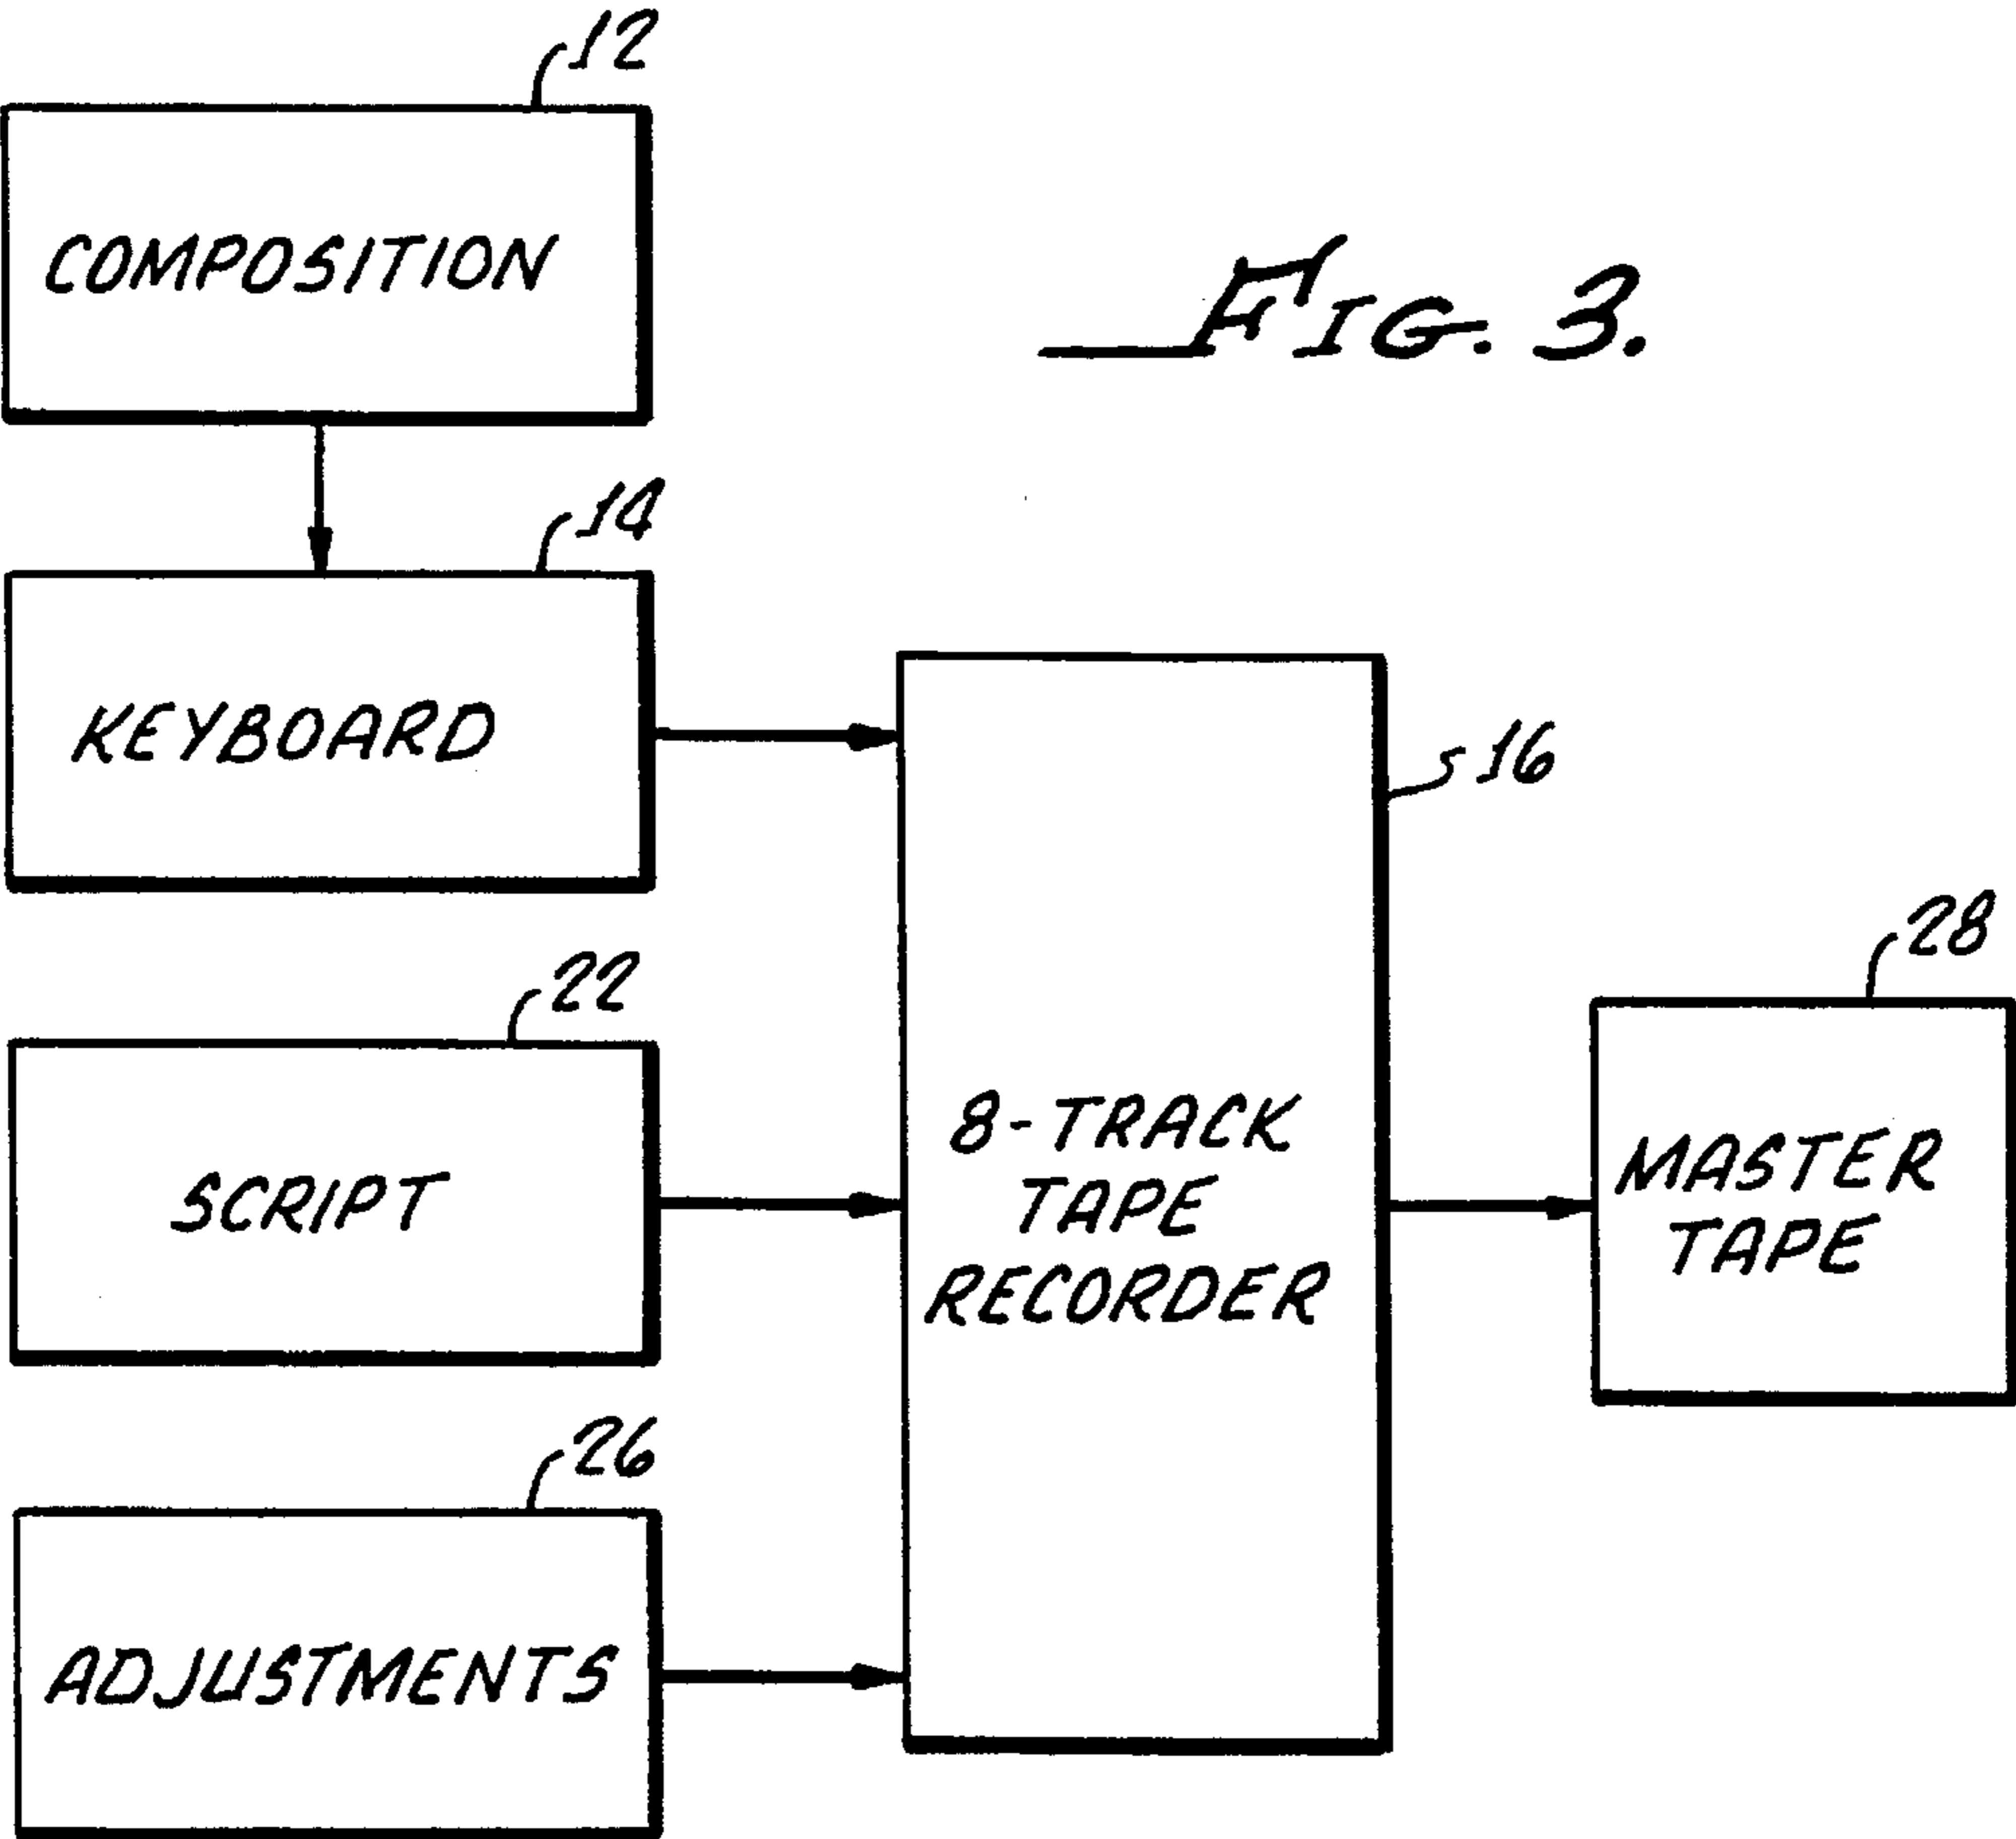 12
COMPOSITION
FIG. 3.
14
KEYBOARD
16
22
SCRIPT
8-TRACK
TAPE
RECORDER
28
MASTER
TAPE
26
ADJUSTMENTS